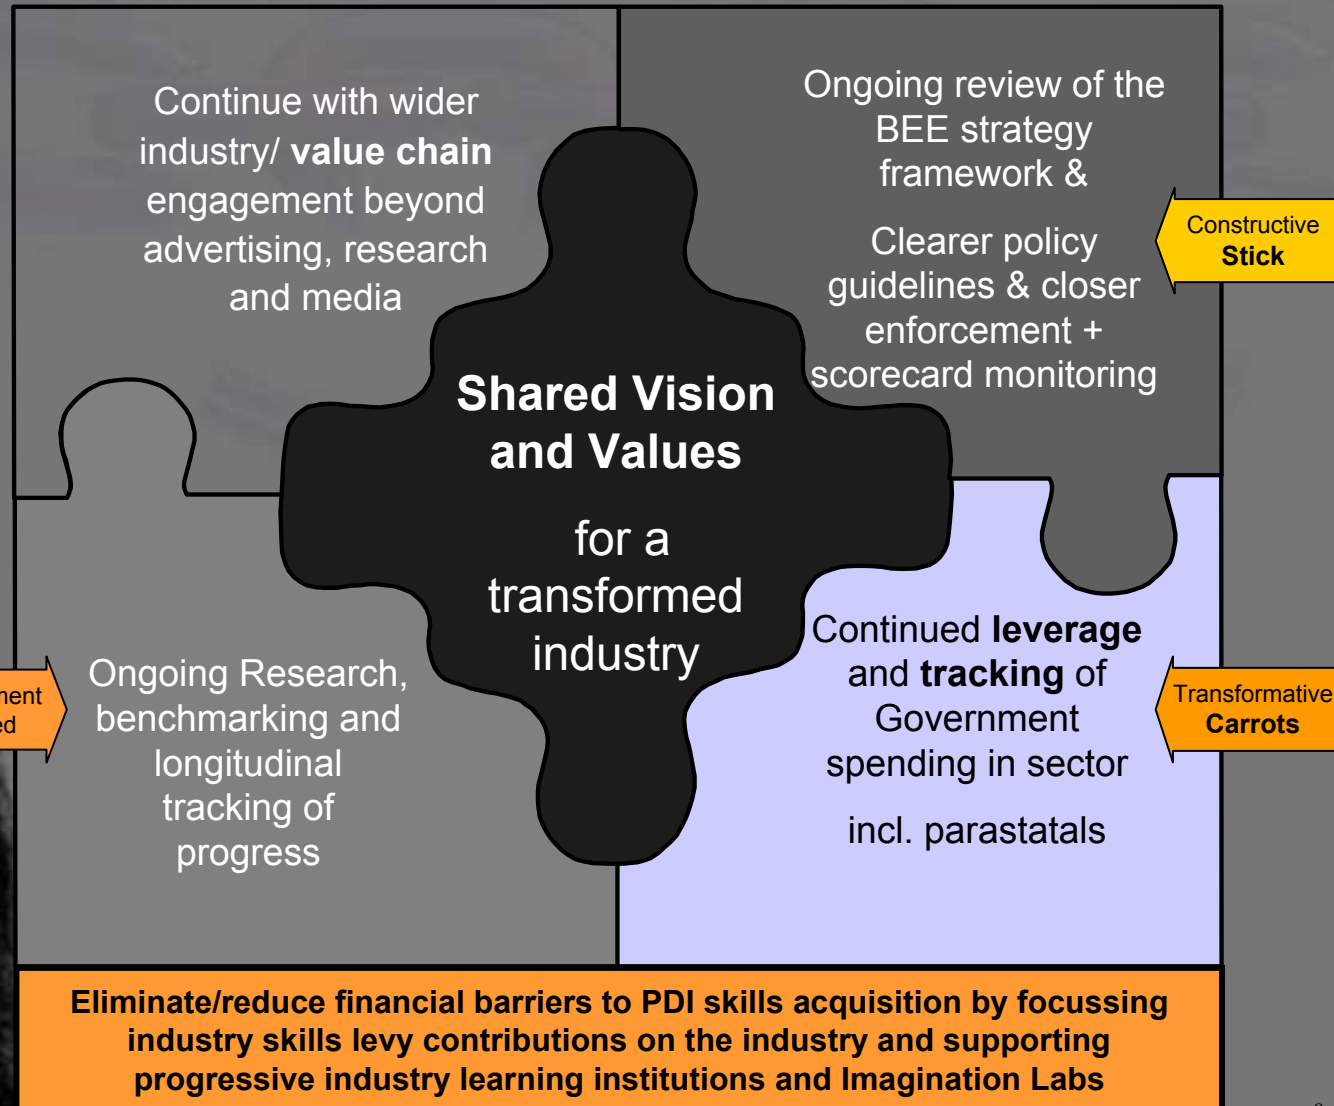 Continue with wider
industry/ value chain
engagement beyond
advertising, research
and media
Ongoing review of the
BEE strategy
framework &
Clearer policy
guidelines & closer
enforcement +
scorecard monitoring
Constructive
Stick
Shared Vision
and Values
for a
transformed
industry
Ongoing Research,
benchmarking and
longitudinal
tracking of
progress
Continued leverage
and tracking of
Government
spending in sector
incl. parastatals
Transformative
Carrots
Eliminate/reduce financial barriers to PDI skills acquisition by focussing
industry skills levy contributions on the industry and supporting
progressive industry learning institutions and Imagination Labs